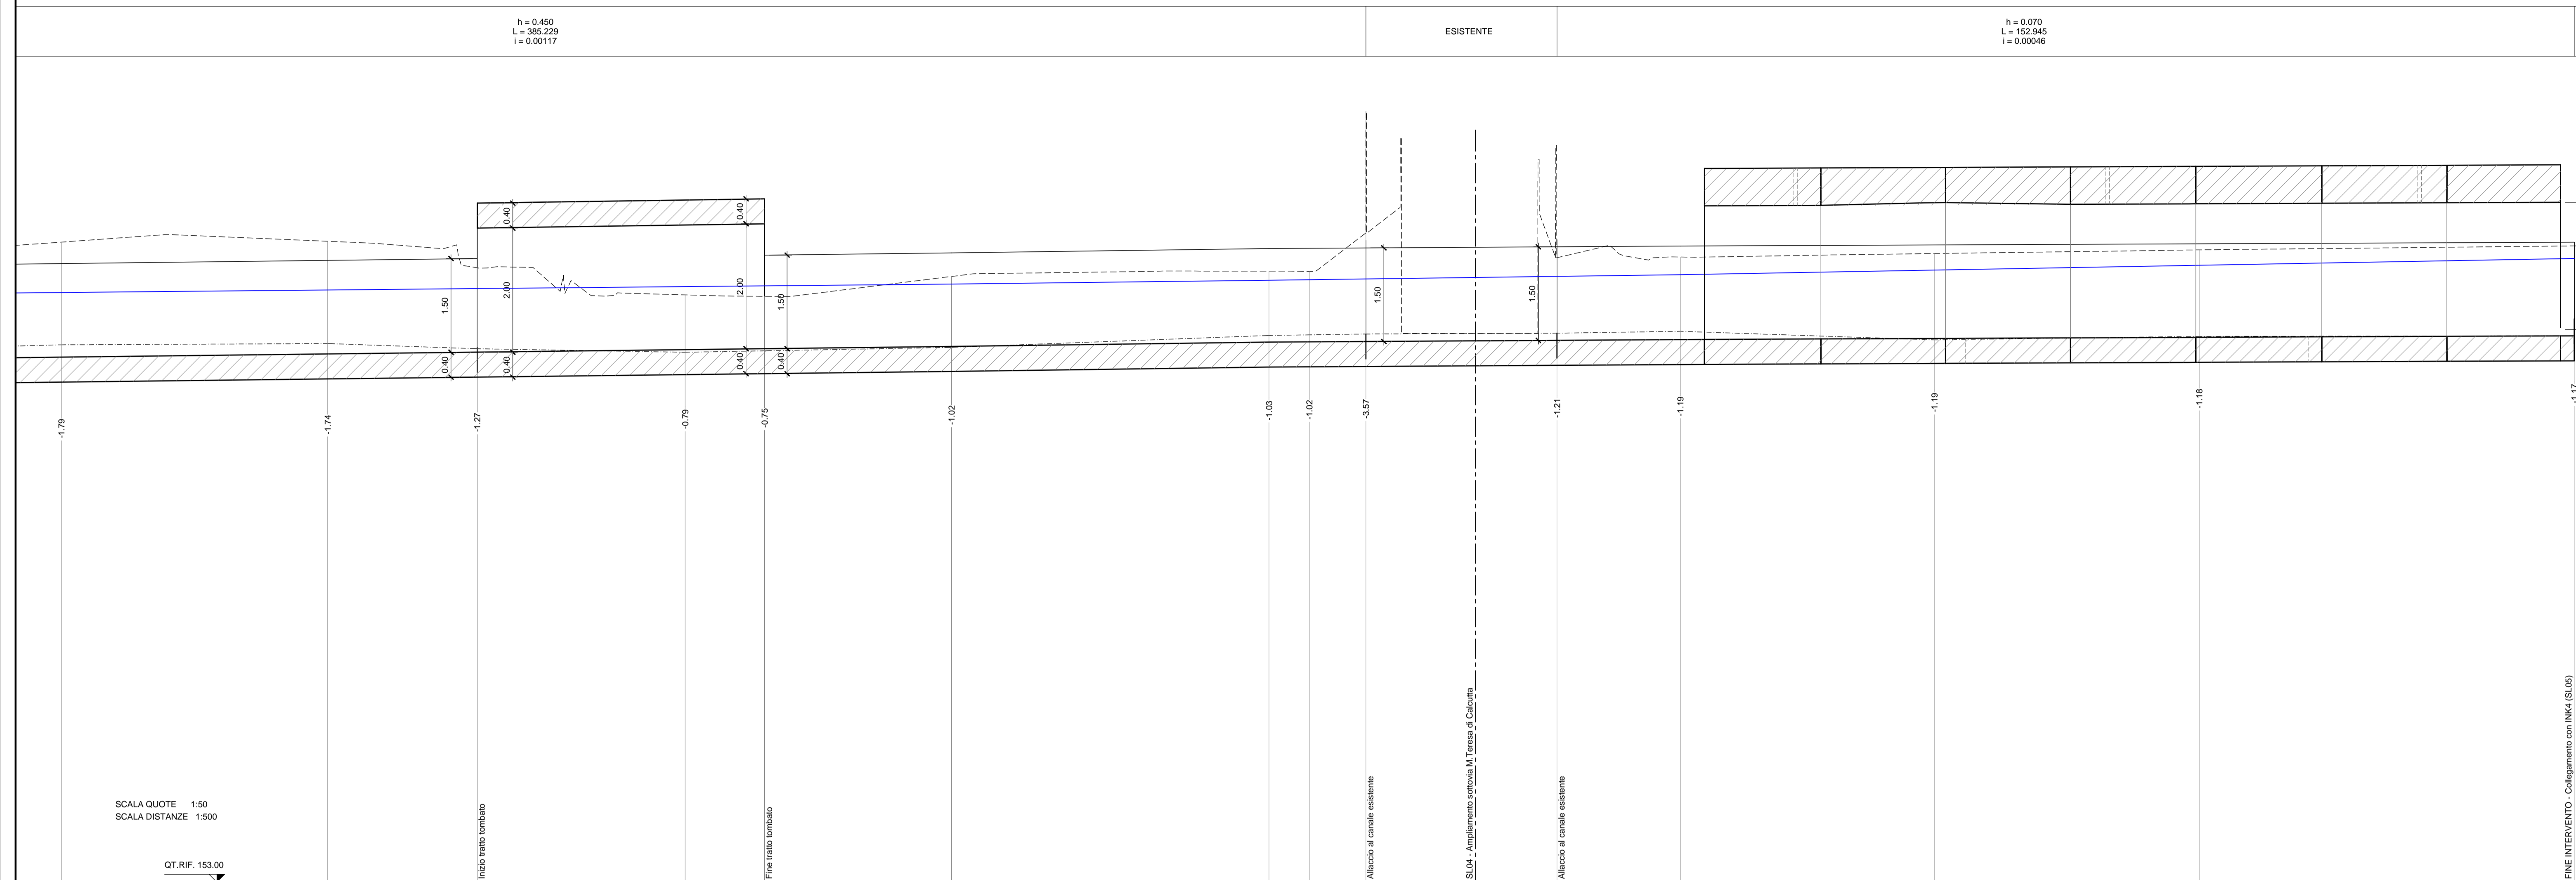 h = 0.450
L = 385.229
i = 0.00117
ESISTENTE
h = 0.070
L = 152.945
i = 0.00046
0.40
0.40
2.00
2.00
1.50
1.50
1.50
1.50
0.40
0.40
0.40
0.40
-1.79
-1.74
-1.27
-0.79
-0.75
-1.02
-1.03
-1.02
-3.57
-1.21
-1.19
-1.19
-1.18
-1.17
SCALA QUOTE 1:50
SCALA DISTANZE 1:500
QT.RIF. 153.00
Inizio tratto tombato
Fine tratto tombato
Allaccio al canale esistente
SL04 - Ampliamento sottovia M.Teresa di Calcutta
Allaccio al canale esistente
FINE INTERVENTO - Collegamento con INK4 (SL05)